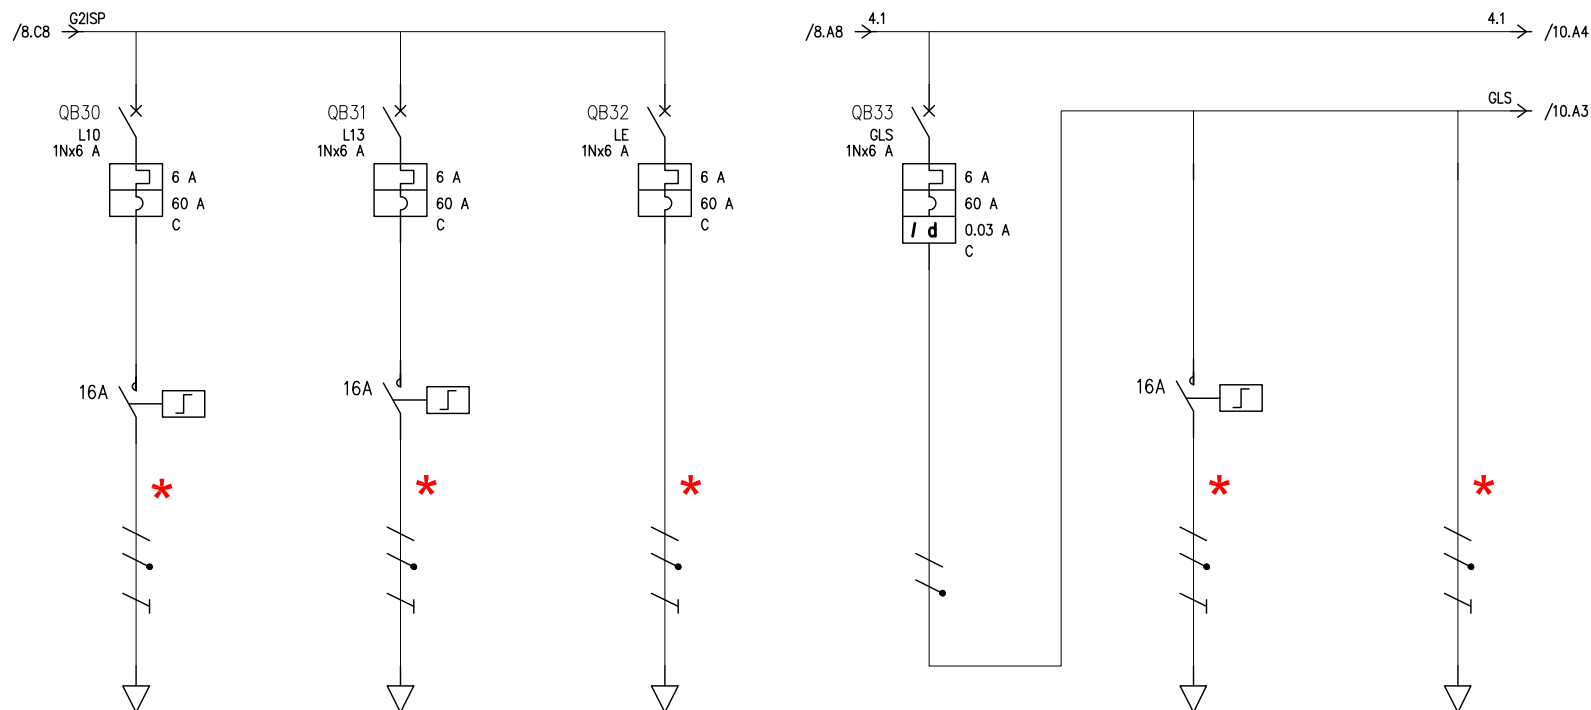 G2ISP
/8.C8
QB30
L10
1Nx6 A
6 A
60 A
C
16A
*
QB31
L13
1Nx6 A
6 A
60 A
C
16A
*
QB32
LE
1Nx6 A
6 A
60 A
C
*
4.1
/8.A8
4.1
/10.A4
GLS
/10.A3
QB33
GLS
1Nx6 A
6 A
60 A
I d
0.03 A
C
16A
*
*